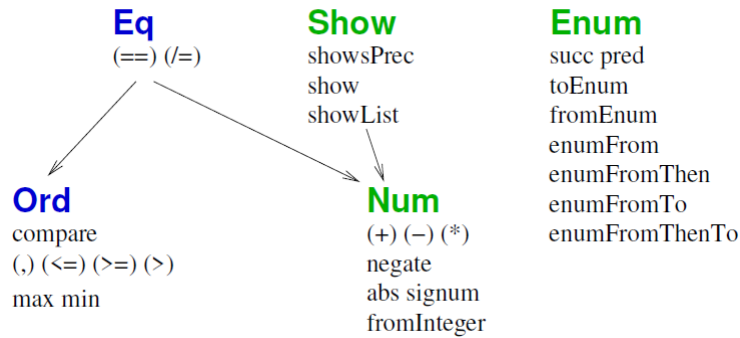 Eq
(==) (/=)
Show
showsPrec
show
showList
Enum
succ pred
toEnum
fromEnum
enumFrom
enumFromThen
enumFromTo
enumFromThenTo
Ord
compare
(,) (<=) (>=) (>)
max min
Num
(+) (−) (*)
negate
abs signum
fromInteger